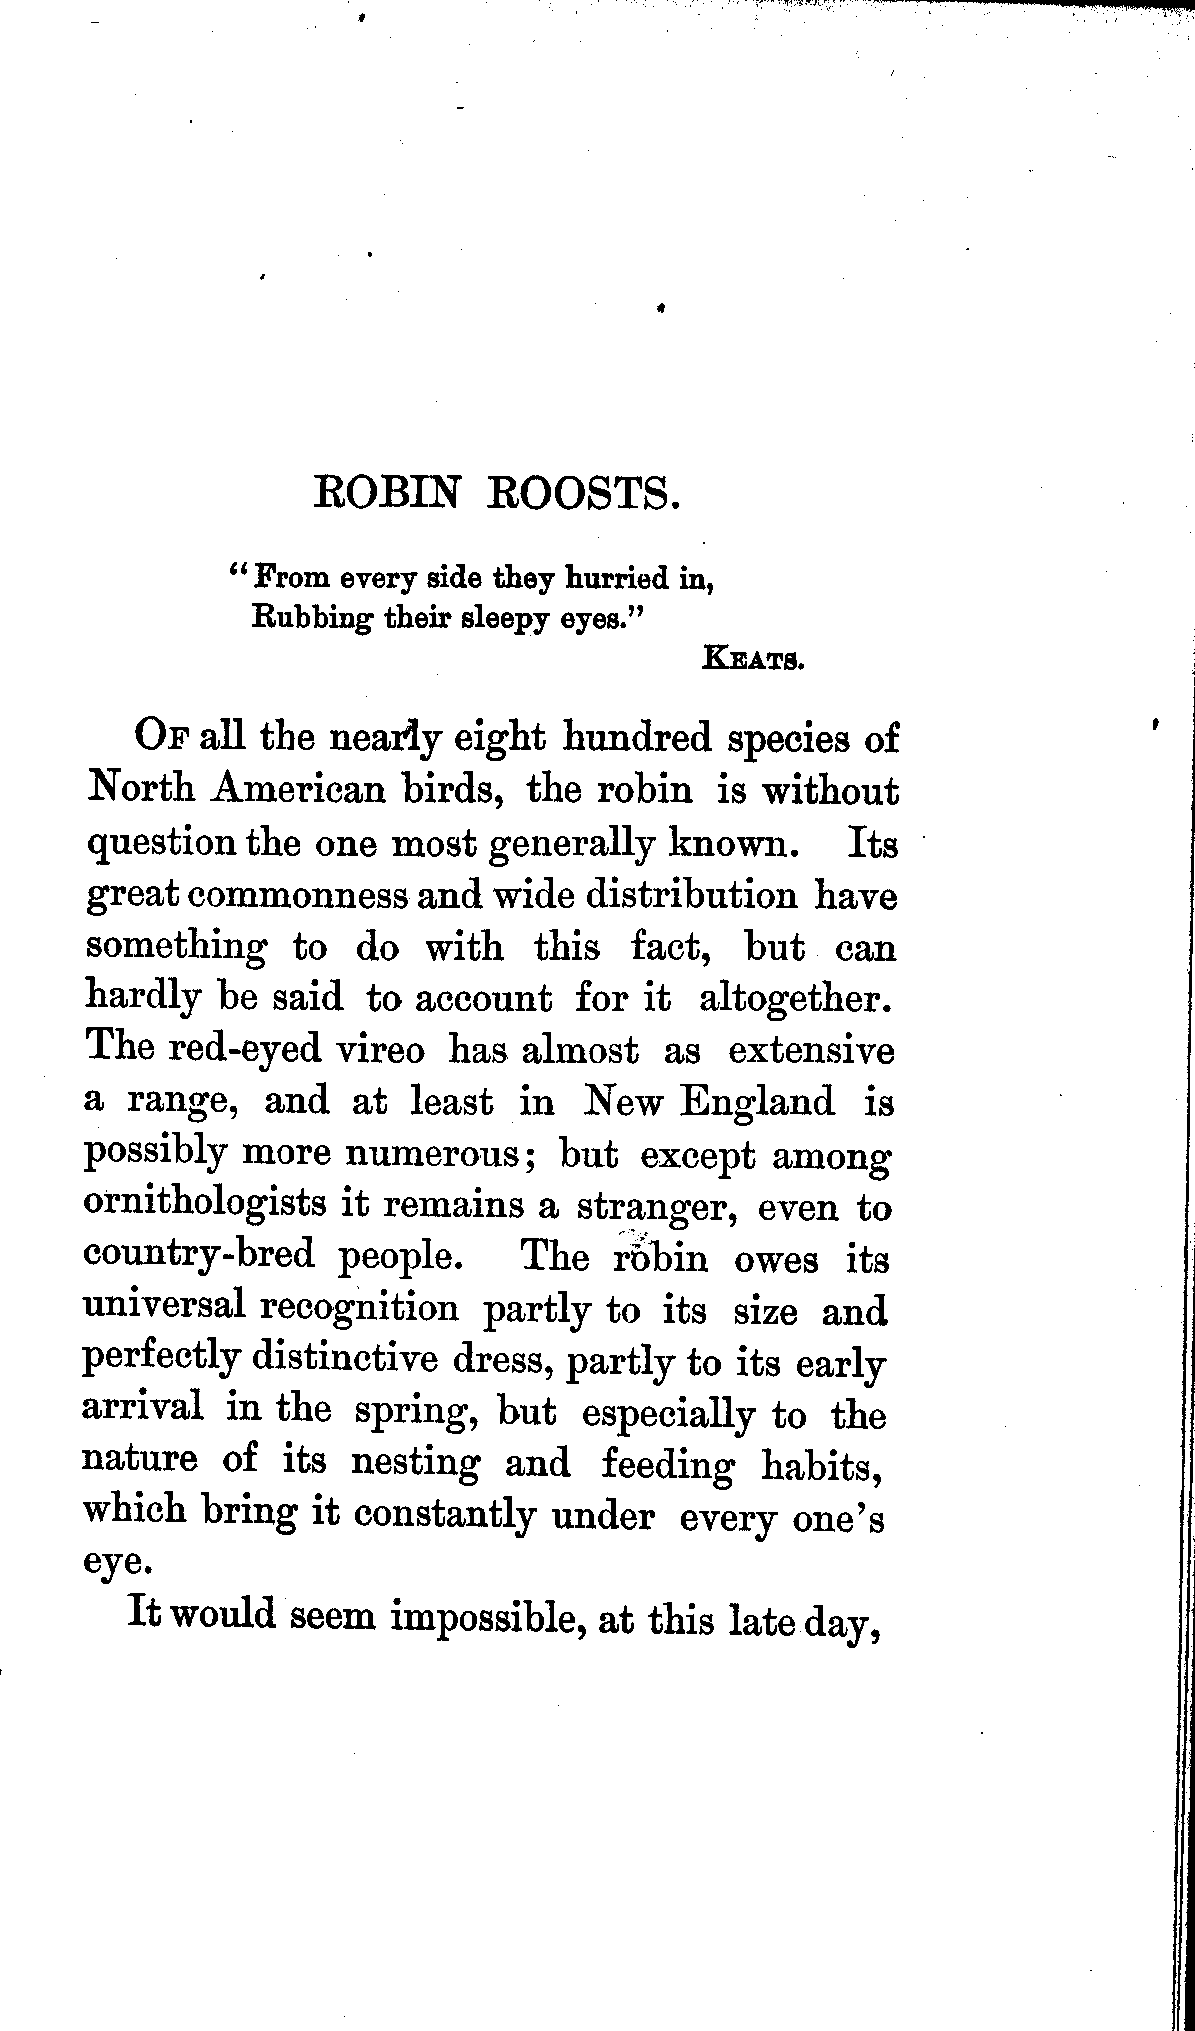 ROBIN ROOSTS.
"From every side they hurried in,
Rubbing their sleepy eyes."
KEATS.
OF all the nearly eight hundred species of
North American birds, the robin is without
question the one most generally known. Its
great commonness and wide distribution have
something to do with this fact, but can
hardly be said to account for it altogether.
The red-eyed vireo has almost as extensive
a range, and at least in New England is
possibly more numerous; but except among
ornithologists it remains a stranger, even to
country-bred people. The robin owes its
universal recognition partly to its size and
perfectly distinctive dress, partly to its early
arrival in the spring, but especially to the
nature of its nesting and feeding habits,
which bring it constantly under every one's
eye.
It would seem impossible, at this late day,